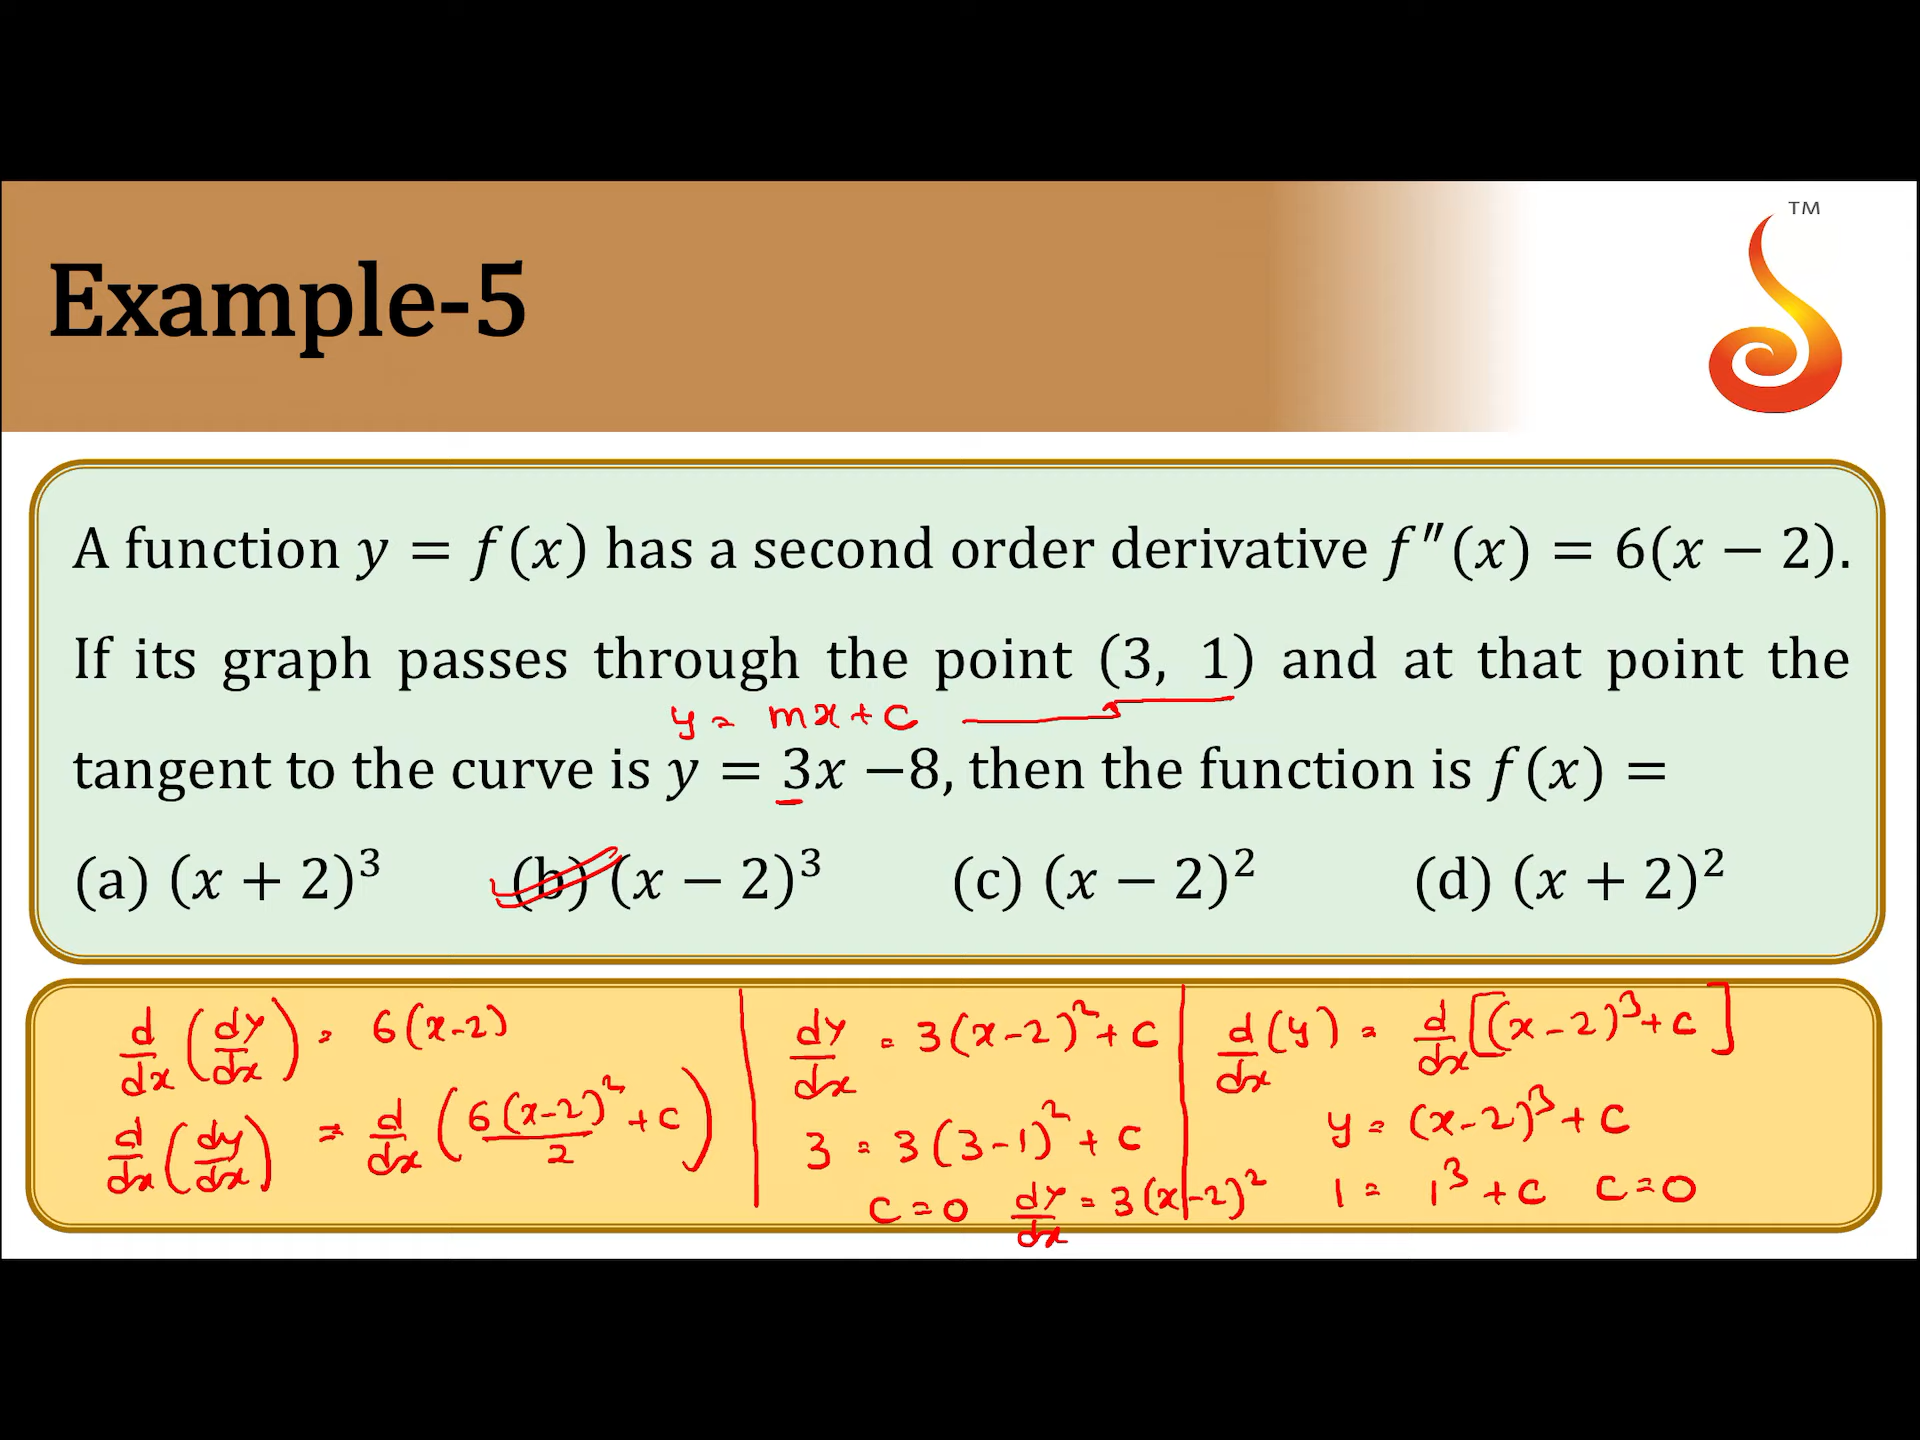 TM
Example-5
A function y = f(x) has a second order derivative f″(x) = 6(x − 2).
If its graph passes through the point (3, 1) and at that point the
y = mx + c
tangent to the curve is y = 3x −8, then the function is f(x) =
(a) (x + 2)³ (b) (x − 2)³ (c) (x − 2)² (d) (x + 2)²
d/dx (dy/dx) = 6(x-2)
d/dx (dy/dx) = d/dx (6(x-2)²/2 + c)
dy/dx = 3(x-2)² + c
3 = 3(3-1)² + c
c = 0 dy/dx = 3(x-2)²
d/dx (y) = d/dx [(x-2)³ + c]
y = (x-2)³ + c
1 = 1³ + c c = 0